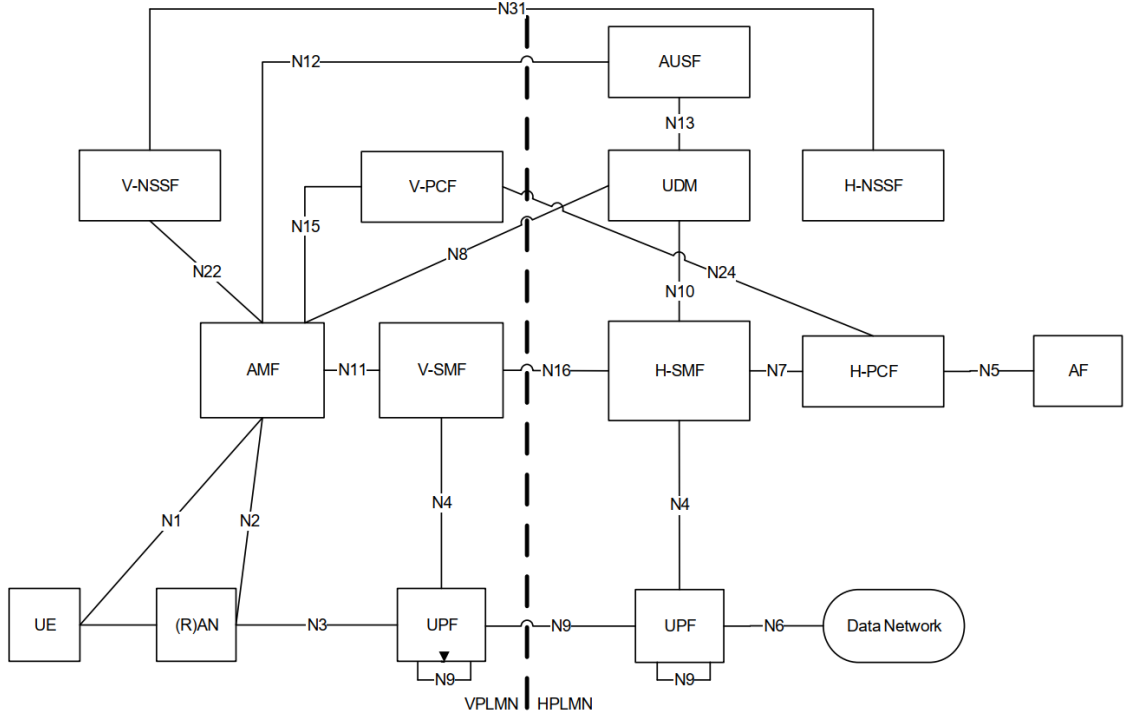 N31
N12
AUSF
N13
V-NSSF
V-PCF
UDM
H-NSSF
N15
N8
N22
N24
N10
AMF
N11
V-SMF
N16
H-SMF
N7
H-PCF
N5
AF
N4
N4
N1
N2
UE
(R)AN
N3
UPF
N9
UPF
N6
Data Network
N9
N9
VPLMN
HPLMN